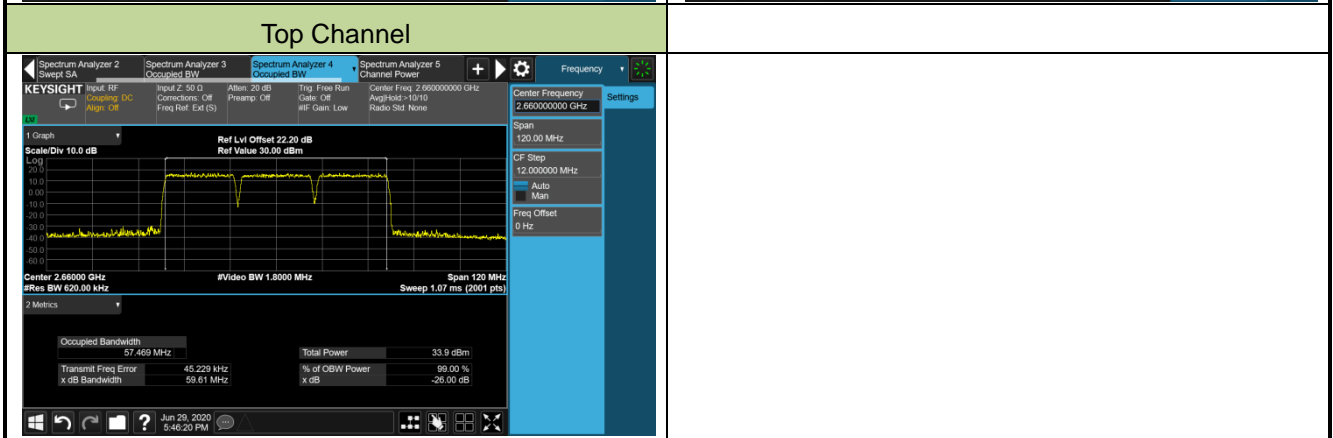 Top Channel
Spectrum Analyzer 2
Swept SA
Spectrum Analyzer 3
Occupied BW
Spectrum Analyzer 4
Occupied BW
Spectrum Analyzer 5
Channel Power
+
Frequency
KEYSIGHT
Input: RF
Coupling: DC
Align: Off
Input Z: 50 Ω
Corrections: Off
Freq Ref: Ext (S)
Atten: 20 dB
Preamp: Off
Trig: Free Run
Gate: Off
#IF Gain: Low
Center Freq: 2.660000000 GHz
Avg|Hold:>10/10
Radio Std: None
LXI
Center Frequency
2.660000000 GHz
Settings
Span
120.00 MHz
CF Step
12.000000 MHz
Auto
Man
Freq Offset
0 Hz
1 Graph
Scale/Div 10.0 dB
Ref Lvl Offset 22.20 dB
Ref Value 30.00 dBm
Log
20.0
10.0
0.00
-10.0
-20.0
-30.0
-40.0
-50.0
-60.0
Center 2.66000 GHz
#Video BW 1.8000 MHz
Span 120 MHz
#Res BW 620.00 kHz
Sweep 1.07 ms (2001 pts)
2 Metrics
Occupied Bandwidth
57.469 MHz
Total Power 33.9 dBm
Transmit Freq Error 45.229 kHz
% of OBW Power 99.00 %
x dB Bandwidth 59.61 MHz
x dB -26.00 dB
?
Jun 29, 2020
5:46:20 PM